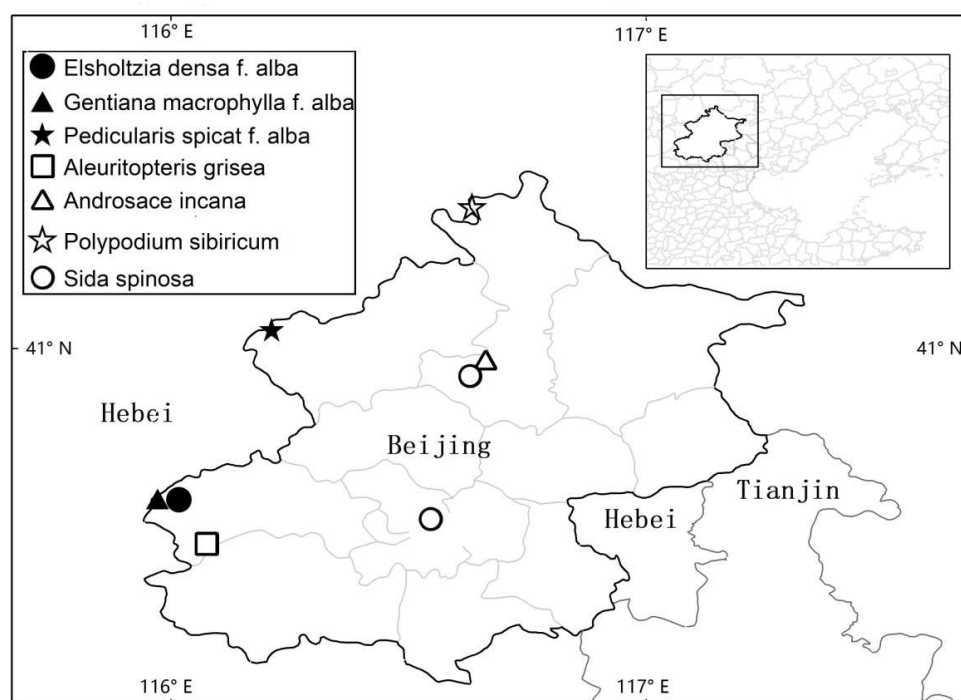 116° E
117° E
Elsholtzia densa f. alba
Gentiana macrophylla f. alba
Pedicularis spicat f. alba
Aleuritopteris grisea
Androsace incana
Polypodium sibiricum
Sida spinosa
41° N
41° N
Hebei
Beijing
Tianjin
Hebei
116° E
117° E